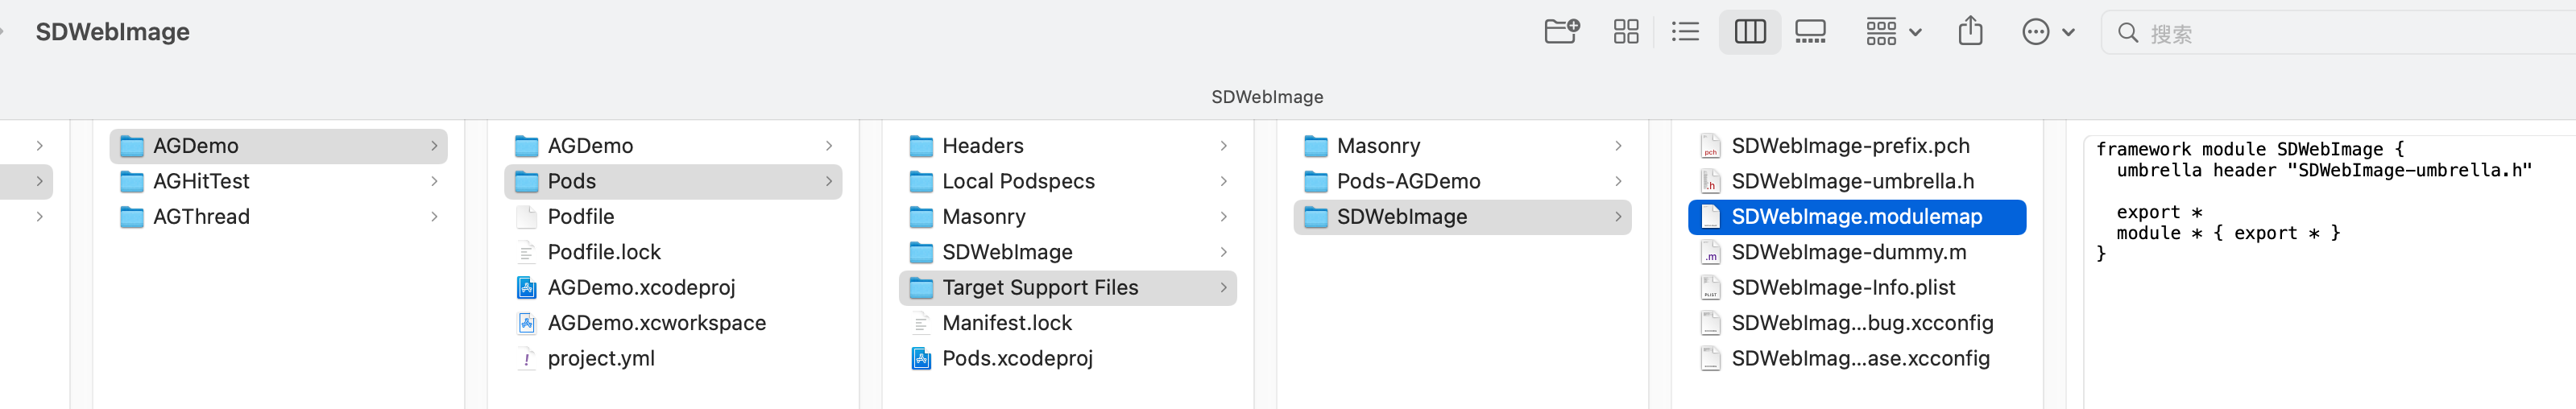 SDWebImage
搜索
SDWebImage
AGDemo
AGHitTest
AGThread
AGDemo
Pods
Podfile
Podfile.lock
AGDemo.xcodeproj
AGDemo.xcworkspace
project.yml
Headers
Local Podspecs
Masonry
SDWebImage
Target Support Files
Manifest.lock
Pods.xcodeproj
Masonry
Pods-AGDemo
SDWebImage
SDWebImage-prefix.pch
SDWebImage-umbrella.h
SDWebImage.modulemap
SDWebImage-dummy.m
SDWebImage-Info.plist
SDWebImag...bug.xcconfig
SDWebImag...ase.xcconfig
framework module SDWebImage {
umbrella header "SDWebImage-umbrella.h"
export *
module * { export * }
}